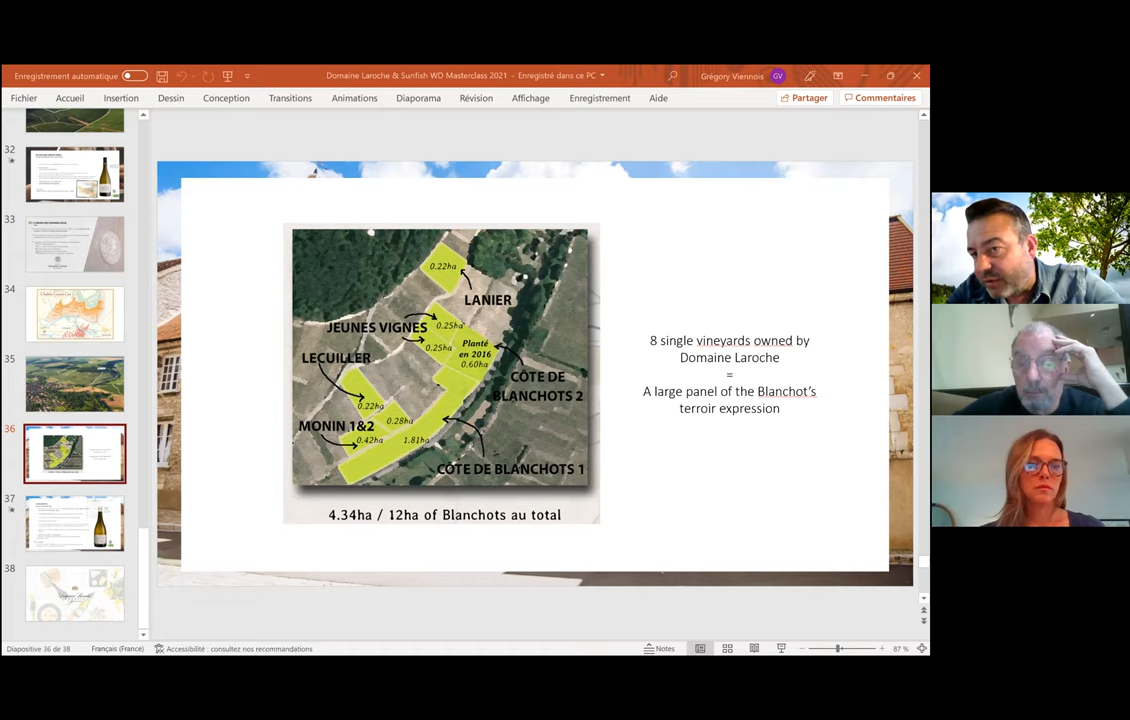 Enregistrement automatique
Domaine Laroche & Sunfish WD Masterclass 2021 - Enregistré dans ce PC
Grégory Viennois
GV
Fichier Accueil Insertion Dessin Conception Transitions Animations Diaporama Révision Affichage Enregistrement Aide
Partager
Commentaires
32
33
34
35
36
37
38
0.22ha
LANIER
JEUNES VIGNES
0.25ha
0.25ha
Planté
en 2016
0.60ha
LECUILLER
CÔTE DE
BLANCHOTS 2
0.22ha
0.28ha
MONIN 1&2
0.42ha
1.81ha
CÔTE DE BLANCHOTS 1
4.34ha / 12ha of Blanchots au total
8 single vineyards owned by
Domaine Laroche
=
A large panel of the Blanchot's
terroir expression
Diapositive 36 de 38
Français (France)
Accessibilité : consultez nos recommandations
Notes
87 %